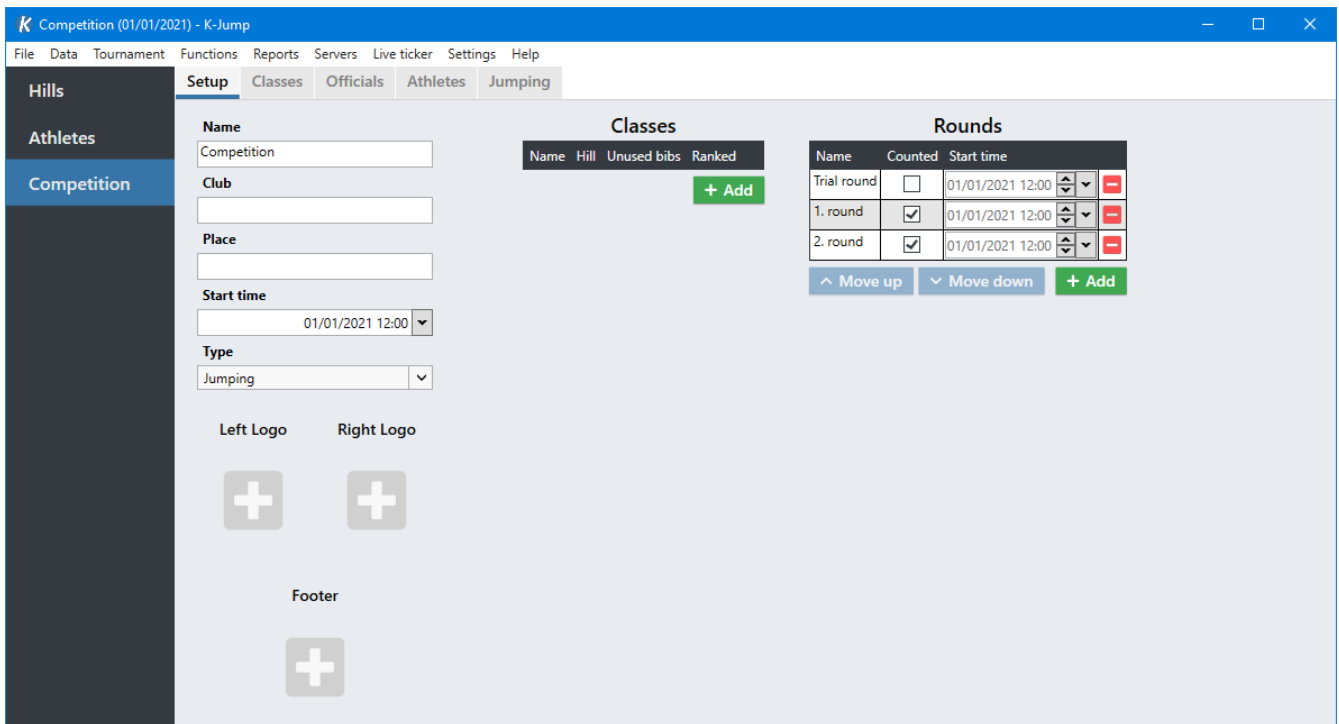 Competition (01/01/2021) - K-Jump
File Data Tournament Functions Reports Servers Live ticker Settings Help
Hills
Athletes
Competition
Setup Classes Officials Athletes Jumping
Name
Competition
Club
Place
Start time
01/01/2021 12:00
Type
Jumping
Left Logo Right Logo
Footer
Classes
Name Hill Unused bibs Ranked
+ Add
Rounds
Name Counted Start time
Trial round 01/01/2021 12:00
1. round 01/01/2021 12:00
2. round 01/01/2021 12:00
Move up Move down + Add